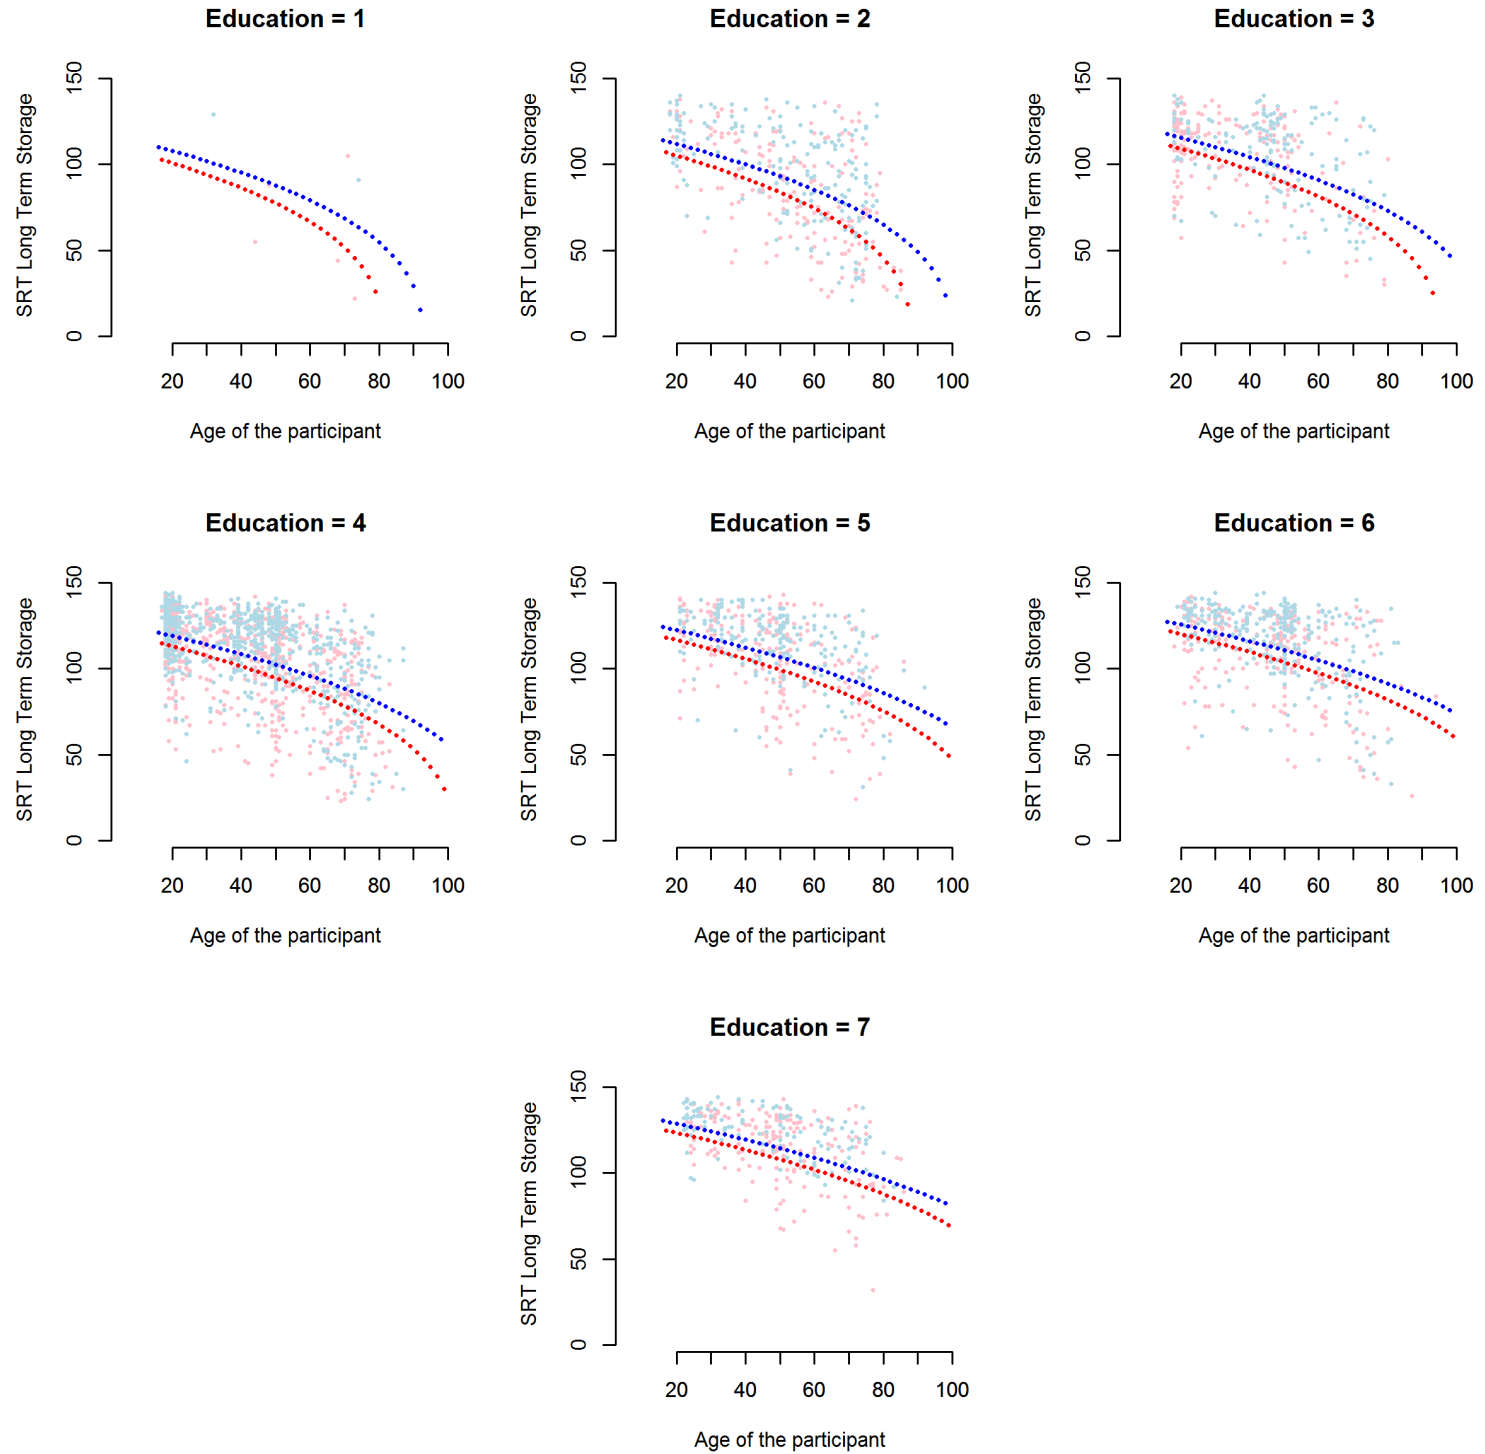 Education = 1
Education = 2
Education = 3
SRT Long Term Storage
0 50 100 150
20 40 60 80 100
Age of the participant
SRT Long Term Storage
0 50 100 150
20 40 60 80 100
Age of the participant
SRT Long Term Storage
0 50 100 150
20 40 60 80 100
Age of the participant
Education = 4
Education = 5
Education = 6
SRT Long Term Storage
0 50 100 150
20 40 60 80 100
Age of the participant
SRT Long Term Storage
0 50 100 150
20 40 60 80 100
Age of the participant
SRT Long Term Storage
0 50 100 150
20 40 60 80 100
Age of the participant
Education = 7
SRT Long Term Storage
0 50 100 150
20 40 60 80 100
Age of the participant